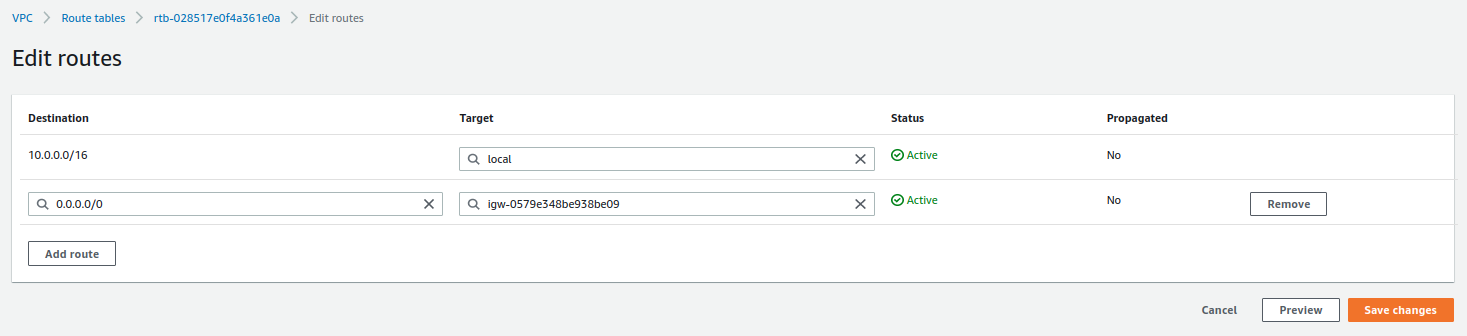 VPC > Route tables > rtb-028517e0f4a361e0a > Edit routes
Edit routes
Destination Target Status Propagated
10.0.0.0/16 local Active No
0.0.0.0/0 igw-0579e348be938be09 Active No Remove
Add route
Cancel Preview Save changes